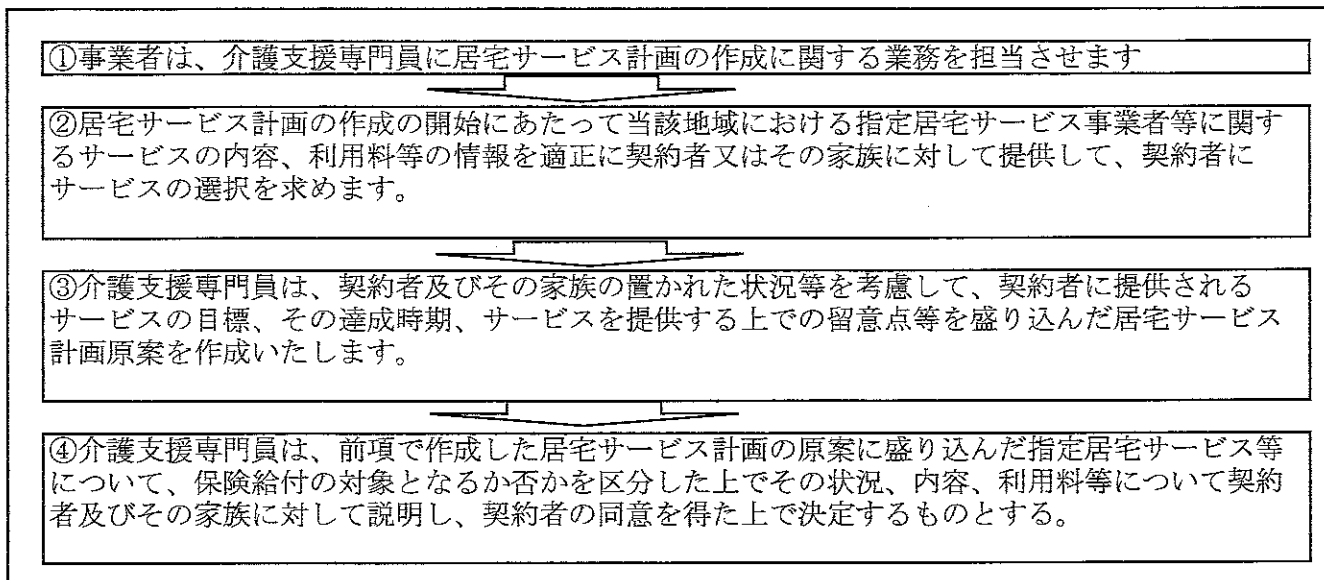 ①事業者は、介護支援専門員に居宅サービス計画の作成に関する業務を担当させます
②居宅サービス計画の作成の開始にあたって当該地域における指定居宅サービス事業者等に関す
るサービスの内容、利用料等の情報を適正に契約者又はその家族に対して提供して、契約者に
サービスの選択を求めます。
③介護支援専門員は、契約者及びその家族の置かれた状況等を考慮して、契約者に提供される
サービスの目標、その達成時期、サービスを提供する上での留意点等を盛り込んだ居宅サービス
計画原案を作成いたします。
④介護支援専門員は、前項で作成した居宅サービス計画の原案に盛り込んだ指定居宅サービス等
について、保険給付の対象となるか否かを区分した上でその状況、内容、利用料等について契約
者及びその家族に対して説明し、契約者の同意を得た上で決定するものとする。